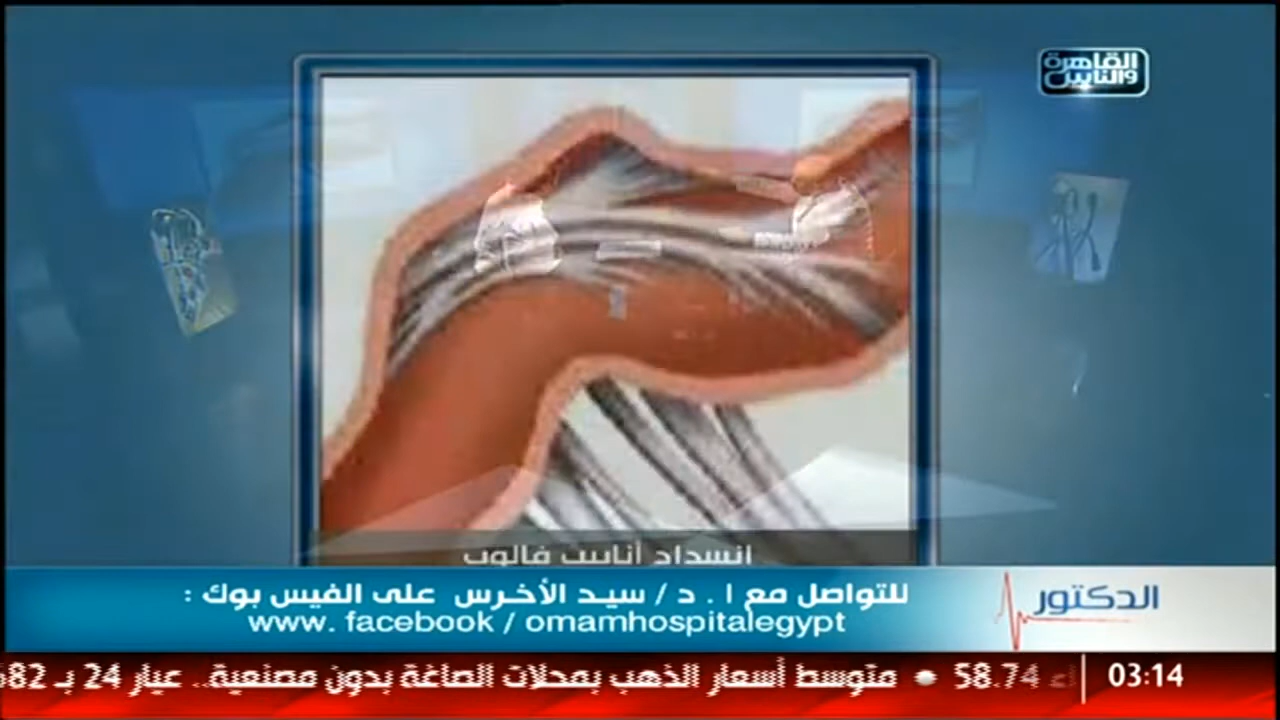 القاهرة
والناس
انسداد أنابيب فالوب
للتواصل مع ا . د / سيد الأخرس على الفيس بوك :
www. facebook / omamhospitalegypt
الدكتور
58.74 • متوسط أسعار الذهب بمحلات الصاغة بدون مصنعية.. عيار 24 بـ 682
03:14